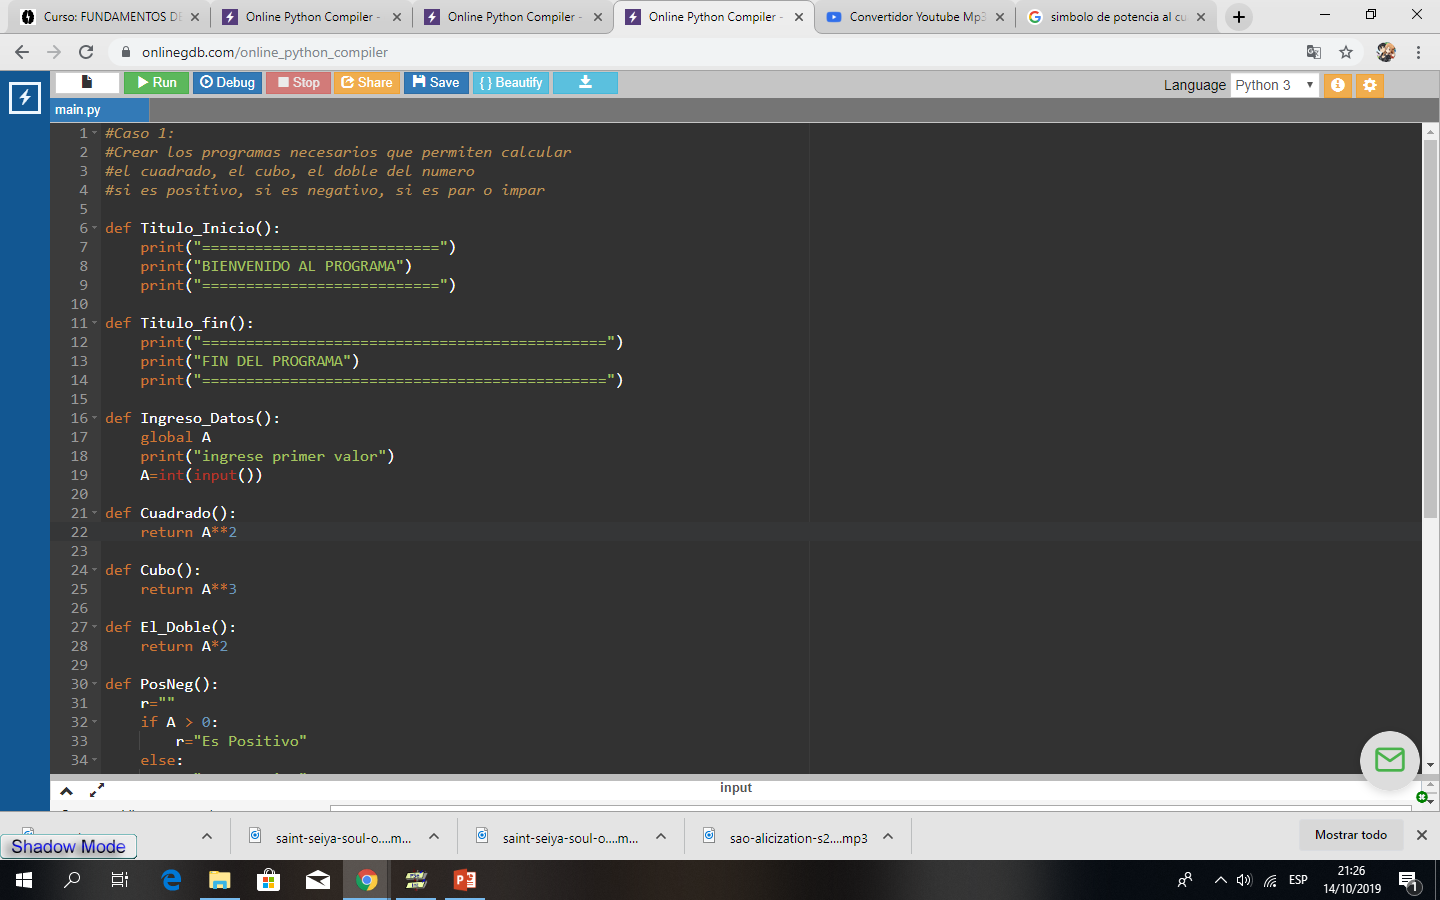 Curso: FUNDAMENTOS DE
Online Python Compiler -
Online Python Compiler -
Online Python Compiler -
Convertidor Youtube Mp3
simbolo de potencia al cu
onlinegdb.com/online_python_compiler
Run
Debug
Stop
Share
Save
{ } Beautify
Language
Python 3
main.py
1 #Caso 1:
2 #Crear los programas necesarios que permiten calcular
3 #el cuadrado, el cubo, el doble del numero
4 #si es positivo, si es negativo, si es par o impar
5
6 def Titulo_Inicio():
7 print("===========================")
8 print("BIENVENIDO AL PROGRAMA")
9 print("===========================")
10
11 def Titulo_fin():
12 print("==============================================")
13 print("FIN DEL PROGRAMA")
14 print("==============================================")
15
16 def Ingreso_Datos():
17 global A
18 print("ingrese primer valor")
19 A=int(input())
20
21 def Cuadrado():
22 return A**2
23
24 def Cubo():
25 return A**3
26
27 def El_Doble():
28 return A*2
29
30 def PosNeg():
31 r=""
32 if A > 0:
33 r="Es Positivo"
34 else:
input
Shadow Mode
saint-seiya-soul-o....m...
saint-seiya-soul-o....m...
sao-alicization-s2....mp3
Mostrar todo
ESP
21:26
14/10/2019
1